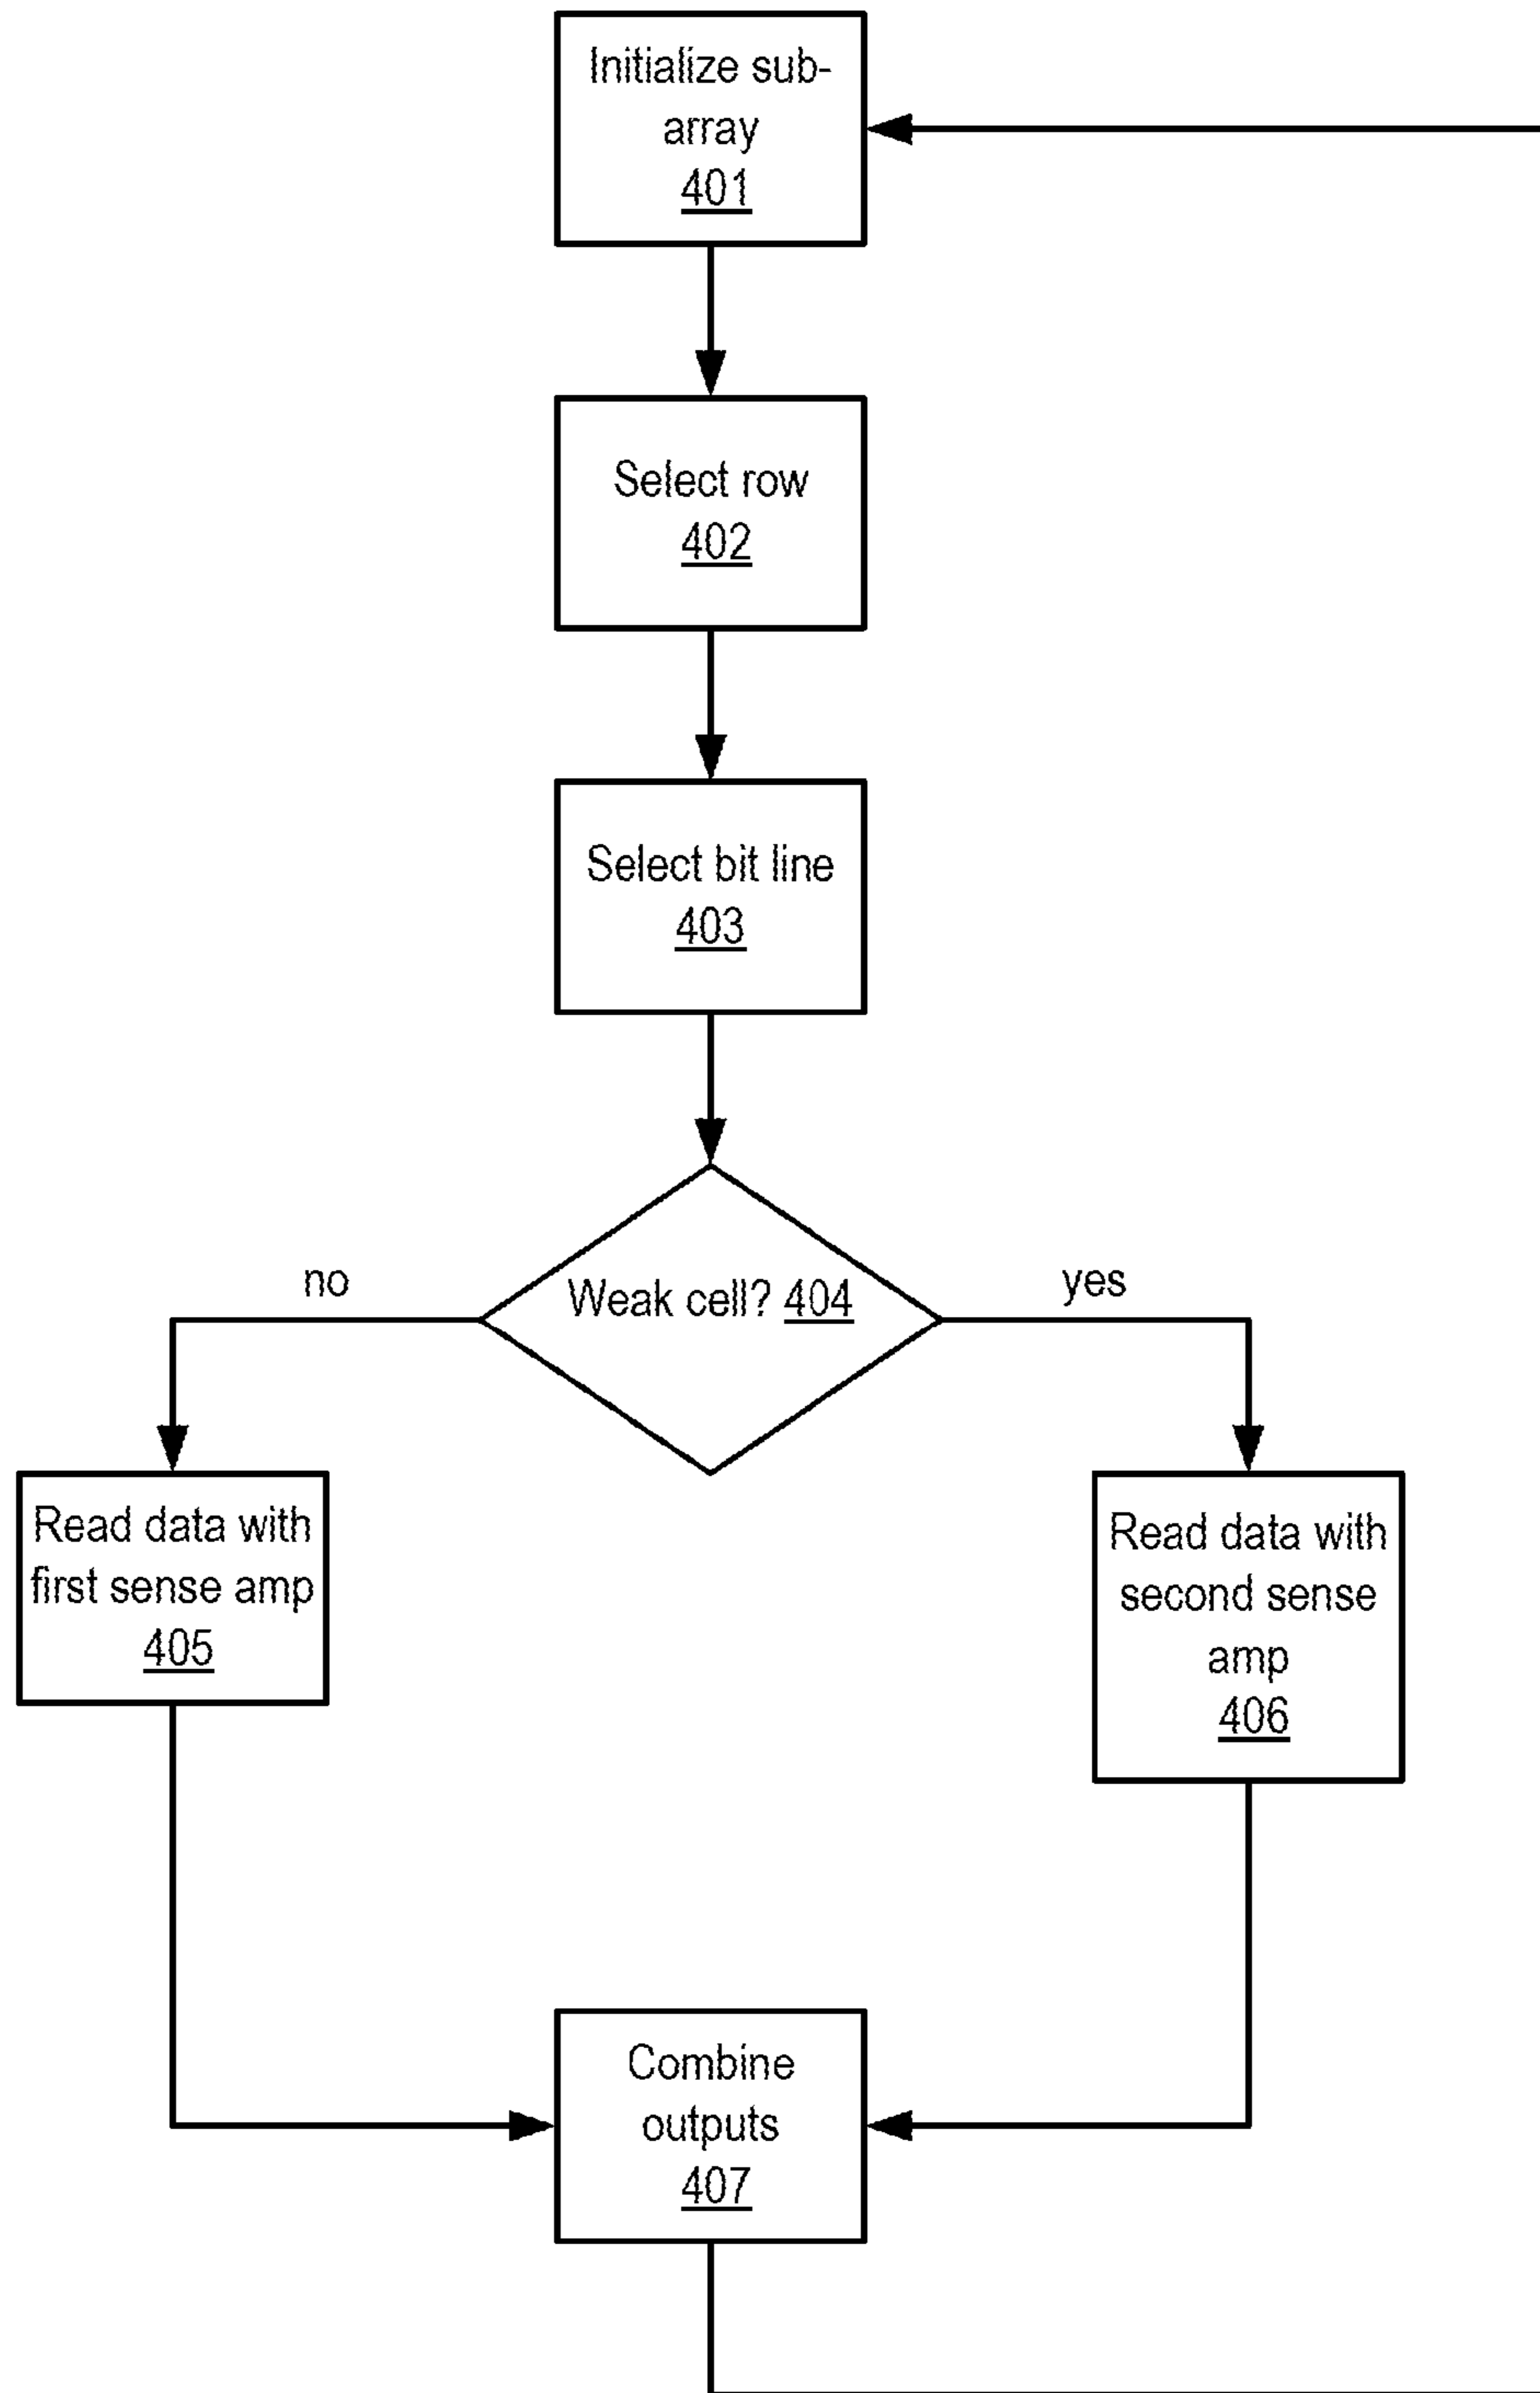 Initialize sub-
array
401
Select row
402
Select bit line
403
no
Weak cell? 404
yes
Read data with
first sense amp
405
Read data with
second sense
amp
406
Combine
outputs
407